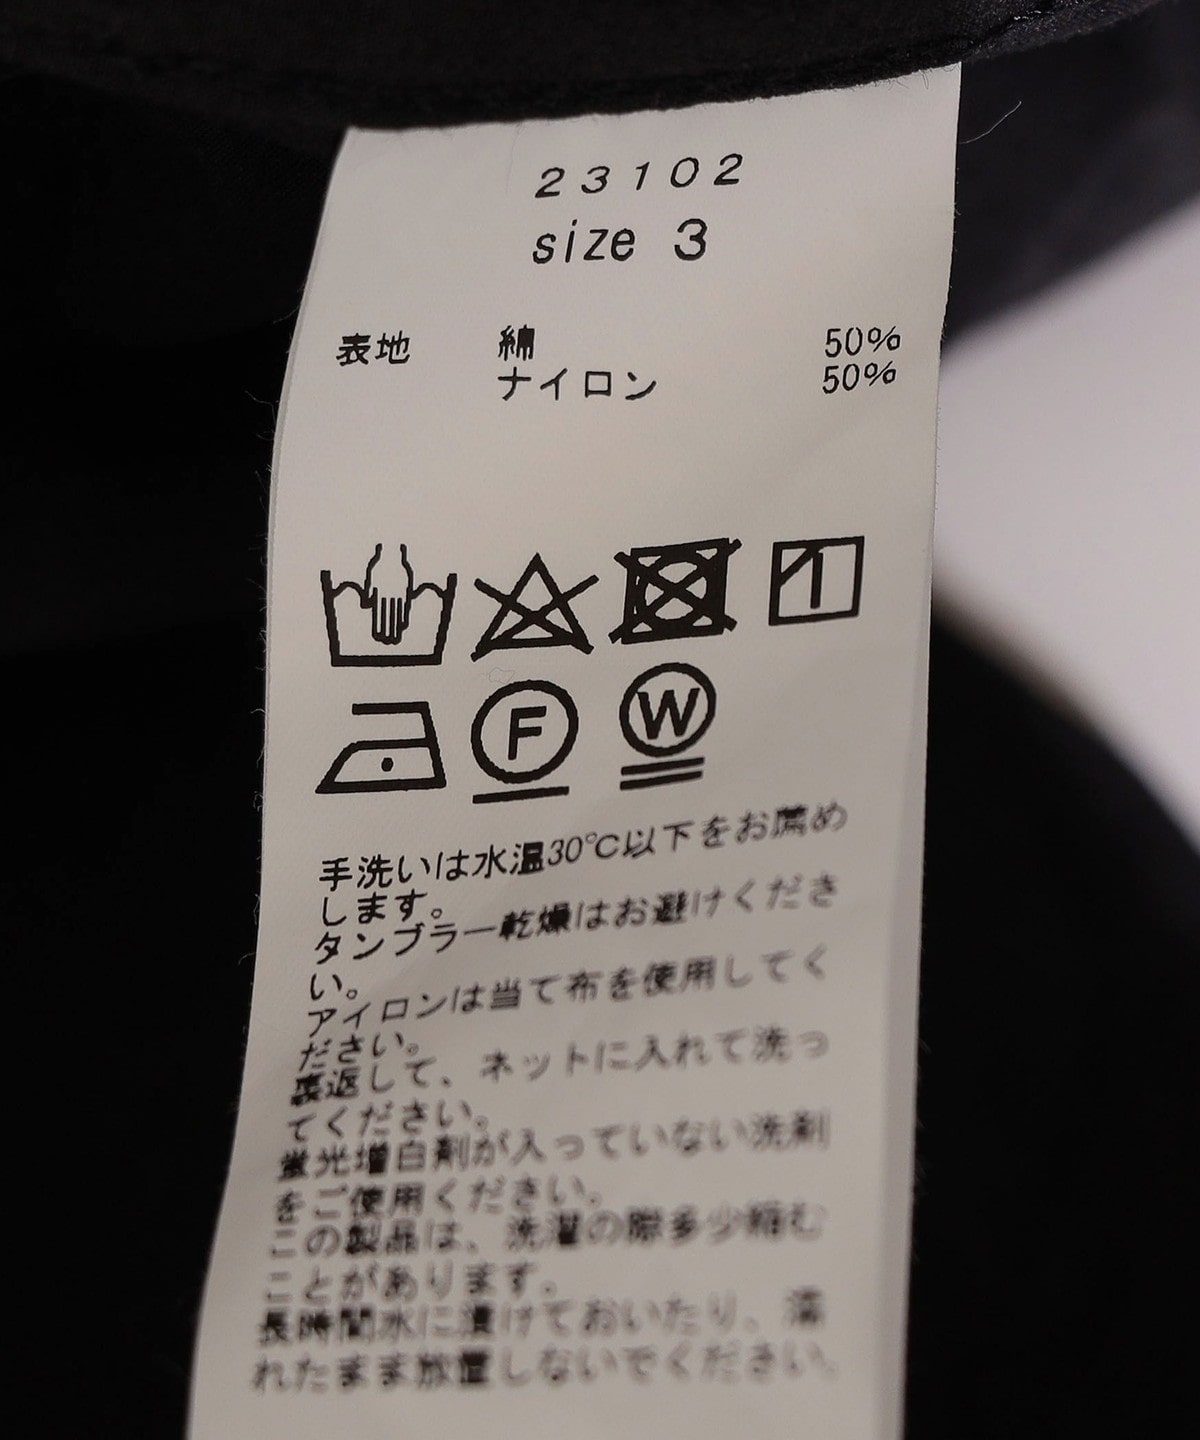 23102
size 3
表地 綿 50%
ナイロン 50%
F W
手洗いは水温30℃以下をお薦め
します。
タンブラー乾燥はお避けくださ
い。
アイロンは当て布を使用してく
ださい。
裏返して、ネットに入れて洗っ
てください。
蛍光増白剤が入っていない洗剤
をご使用ください。
この製品は、洗濯の際多少縮む
ことがあります。
長時間水に漬けておいたり、濡
れたまま放置しないでください。